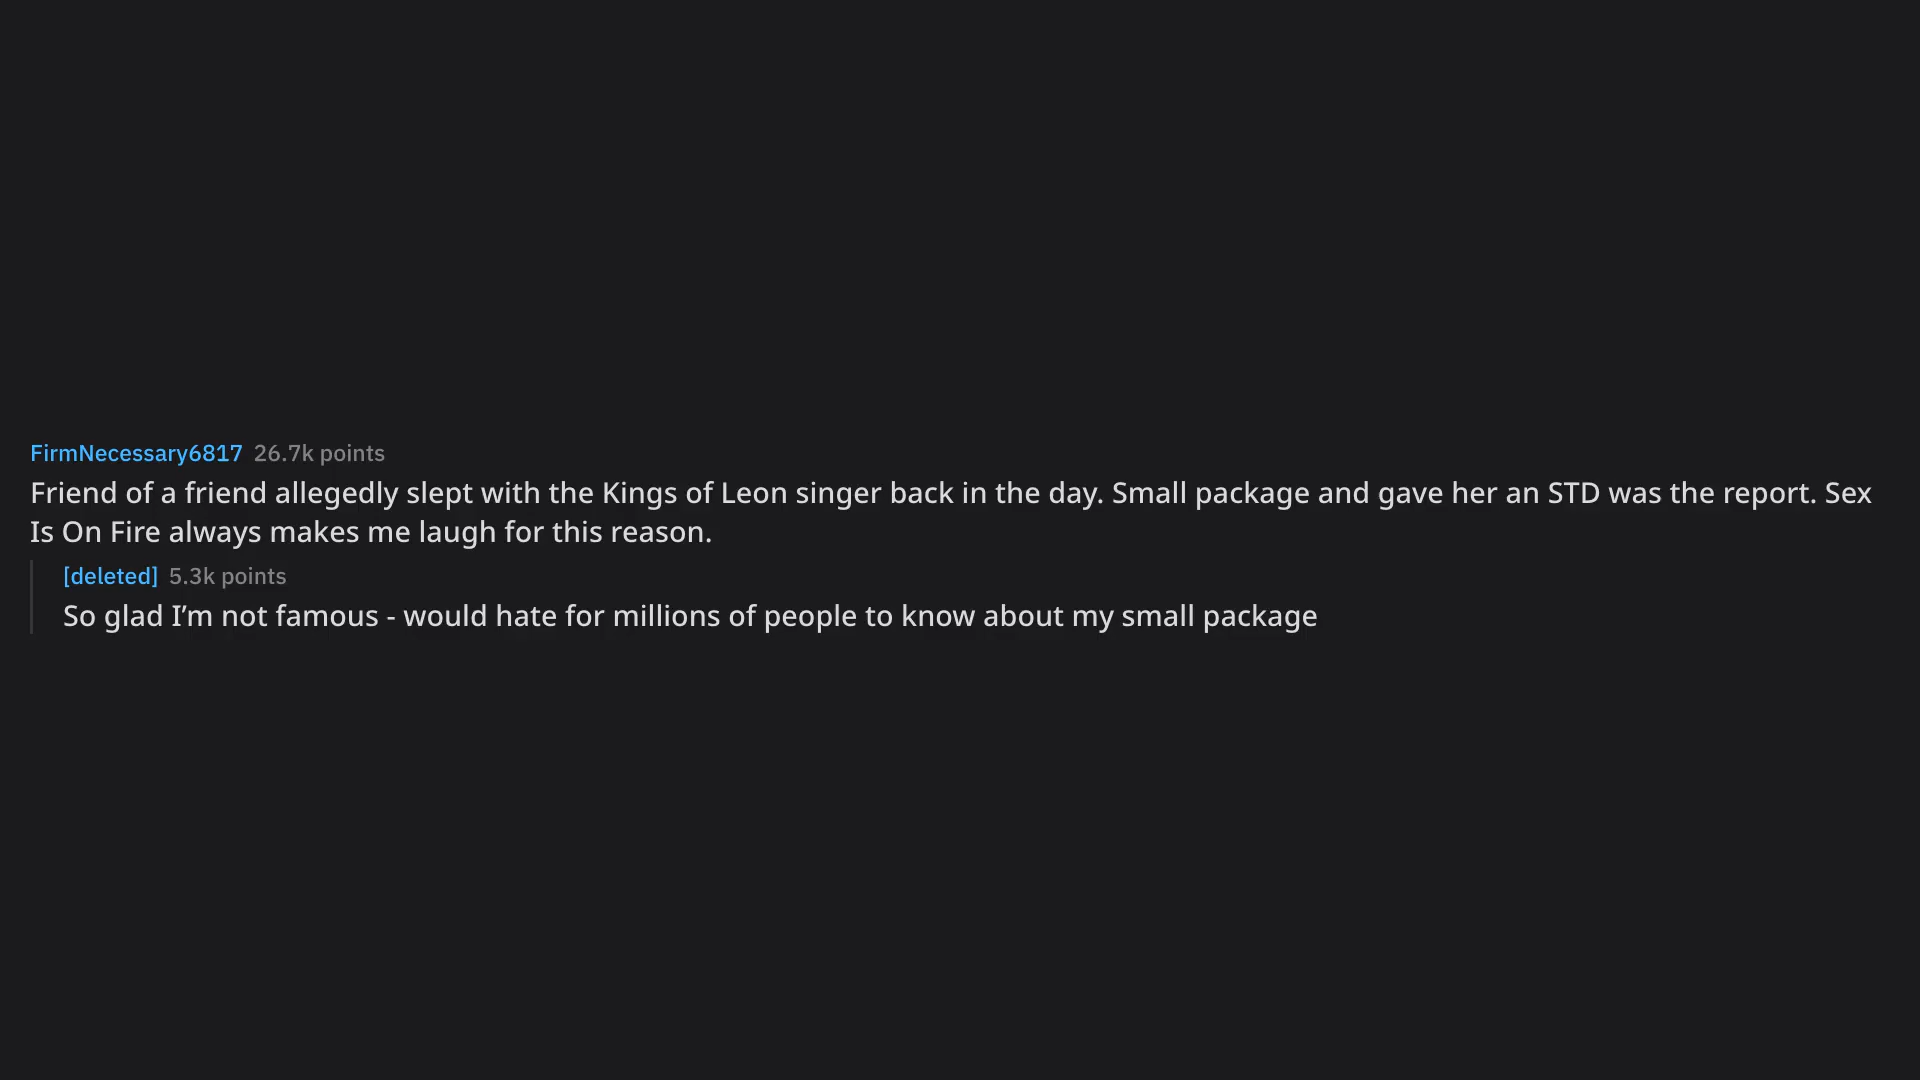 FirmNecessary6817 26.7k points
Friend of a friend allegedly slept with the Kings of Leon singer back in the day. Small package and gave her an STD was the report. Sex
Is On Fire always makes me laugh for this reason.
[deleted] 5.3k points
So glad I’m not famous - would hate for millions of people to know about my small package